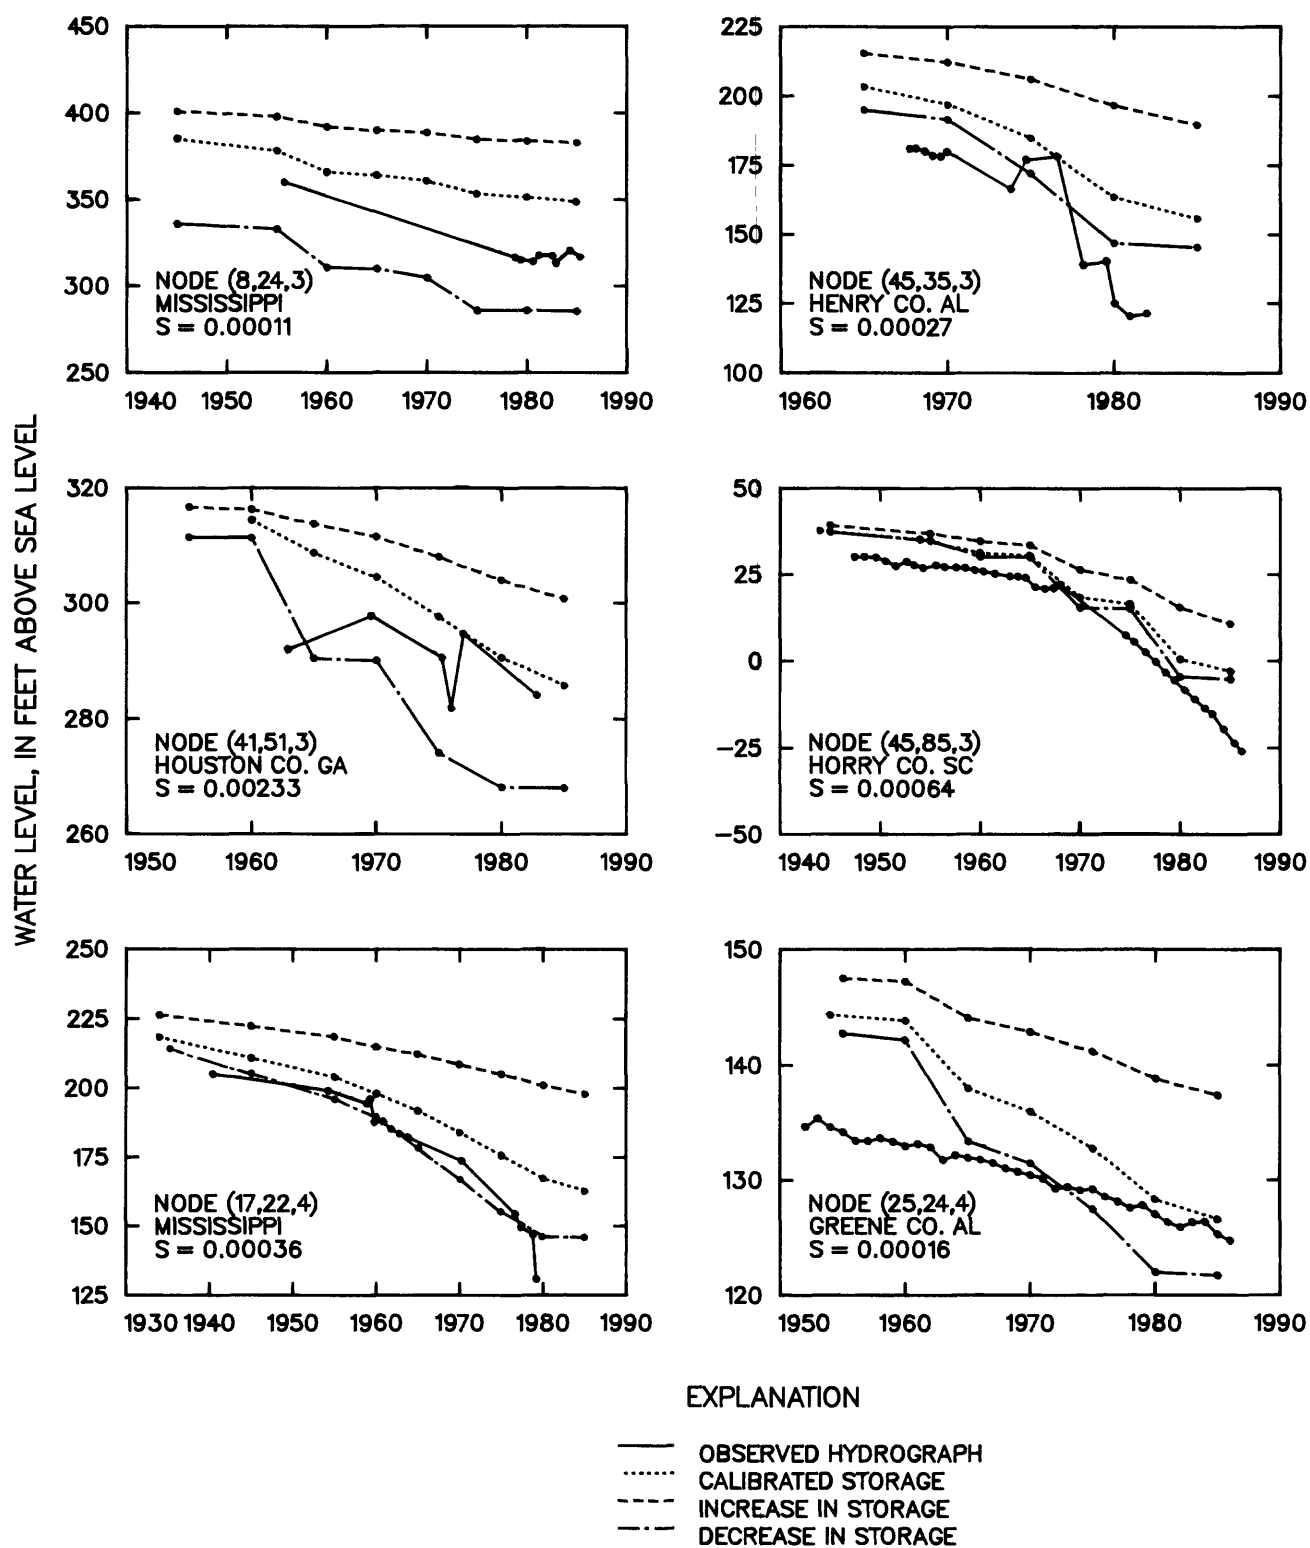 WATER LEVEL, IN FEET ABOVE SEA LEVEL
450
400
350
300
250
1940 1950 1960 1970 1980 1990
NODE (8,24,3)
MISSISSIPPI
S = 0.00011
225
200
175
150
125
100
1960 1970 1980 1990
NODE (45,35,3)
HENRY CO. AL
S = 0.00027
320
300
280
260
1950 1960 1970 1980 1990
NODE (41,51,3)
HOUSTON CO. GA
S = 0.00233
50
25
0
-25
-50
1940 1950 1960 1970 1980 1990
NODE (45,85,3)
HORRY CO. SC
S = 0.00064
250
225
200
175
150
125
1930 1940 1950 1960 1970 1980 1990
NODE (17,22,4)
MISSISSIPPI
S = 0.00036
150
140
130
120
1950 1960 1970 1980 1990
NODE (25,24,4)
GREENE CO. AL
S = 0.00016
EXPLANATION
OBSERVED HYDROGRAPH
CALIBRATED STORAGE
INCREASE IN STORAGE
DECREASE IN STORAGE